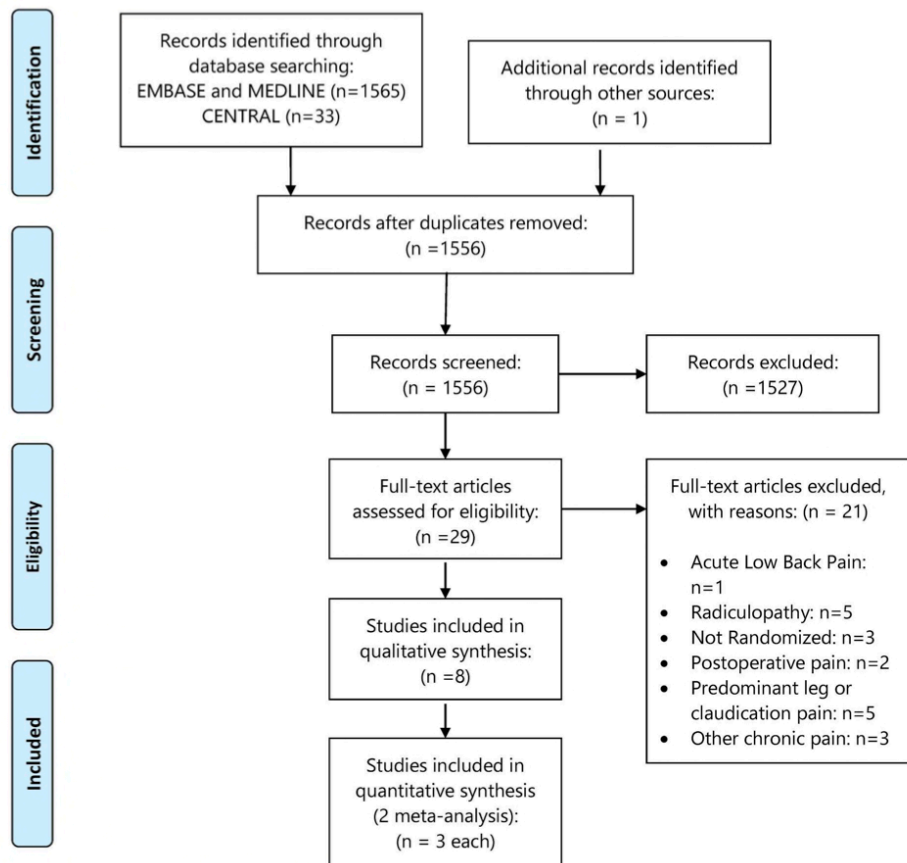 Identification
Records identified through
database searching:
EMBASE and MEDLINE (n=1565)
CENTRAL (n=33)
Additional records identified
through other sources:
(n = 1)
Records after duplicates removed:
(n =1556)
Screening
Records screened:
(n = 1556)
Records excluded:
(n =1527)
Eligibility
Full-text articles
assessed for eligibility:
(n =29)
Full-text articles excluded,
with reasons: (n = 21)
• Acute Low Back Pain:
n=1
• Radiculopathy: n=5
• Not Randomized: n=3
• Postoperative pain: n=2
• Predominant leg or
claudication pain: n=5
• Other chronic pain: n=3
Studies included in
qualitative synthesis:
(n =8)
Included
Studies included in
quantitative synthesis
(2 meta-analysis):
(n = 3 each)